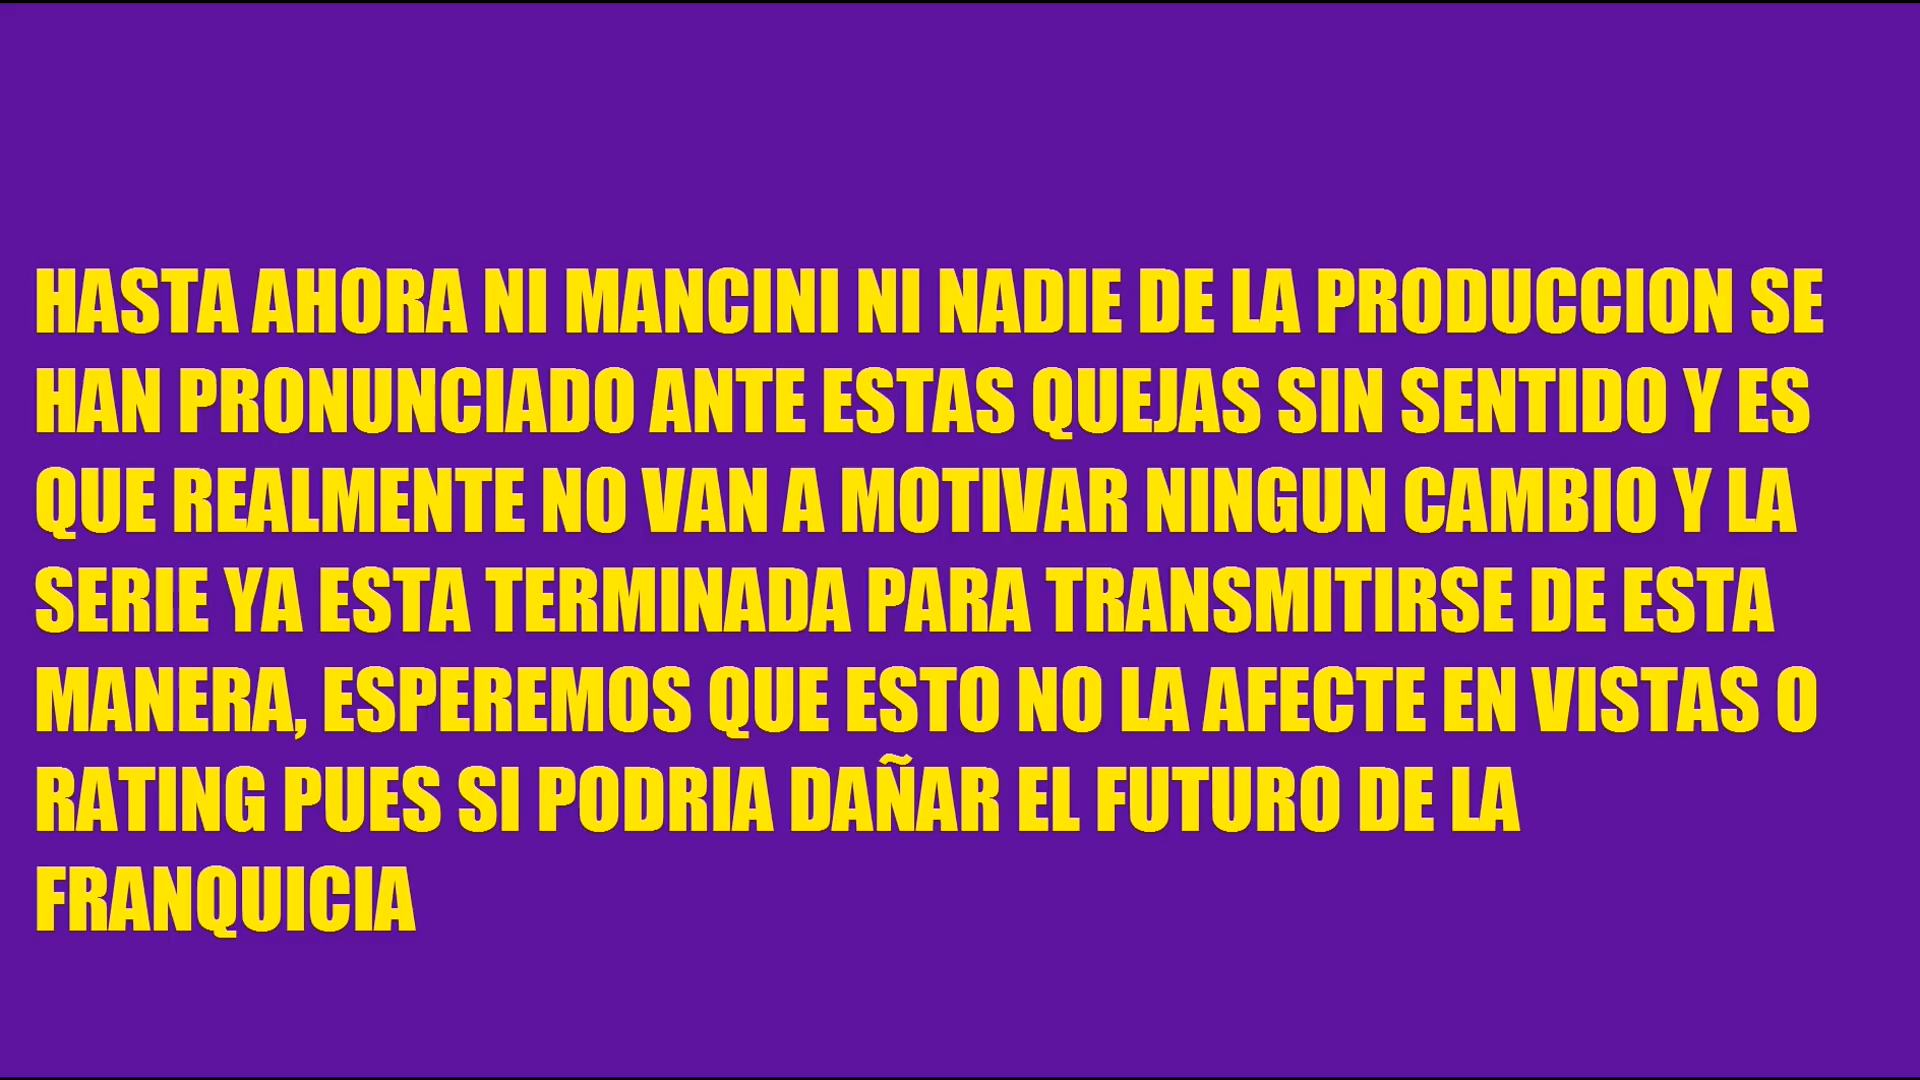 HASTA AHORA NI MANCINI NI NADIE DE LA PRODUCCION SE
HAN PRONUNCIADO ANTE ESTAS QUEJAS SIN SENTIDO Y ES
QUE REALMENTE NO VAN A MOTIVAR NINGUN CAMBIO Y LA
SERIE YA ESTA TERMINADA PARA TRANSMITIRSE DE ESTA
MANERA, ESPEREMOS QUE ESTO NO LA AFECTE EN VISTAS O
RATING PUES SI PODRIA DAÑAR EL FUTURO DE LA
FRANQUICIA